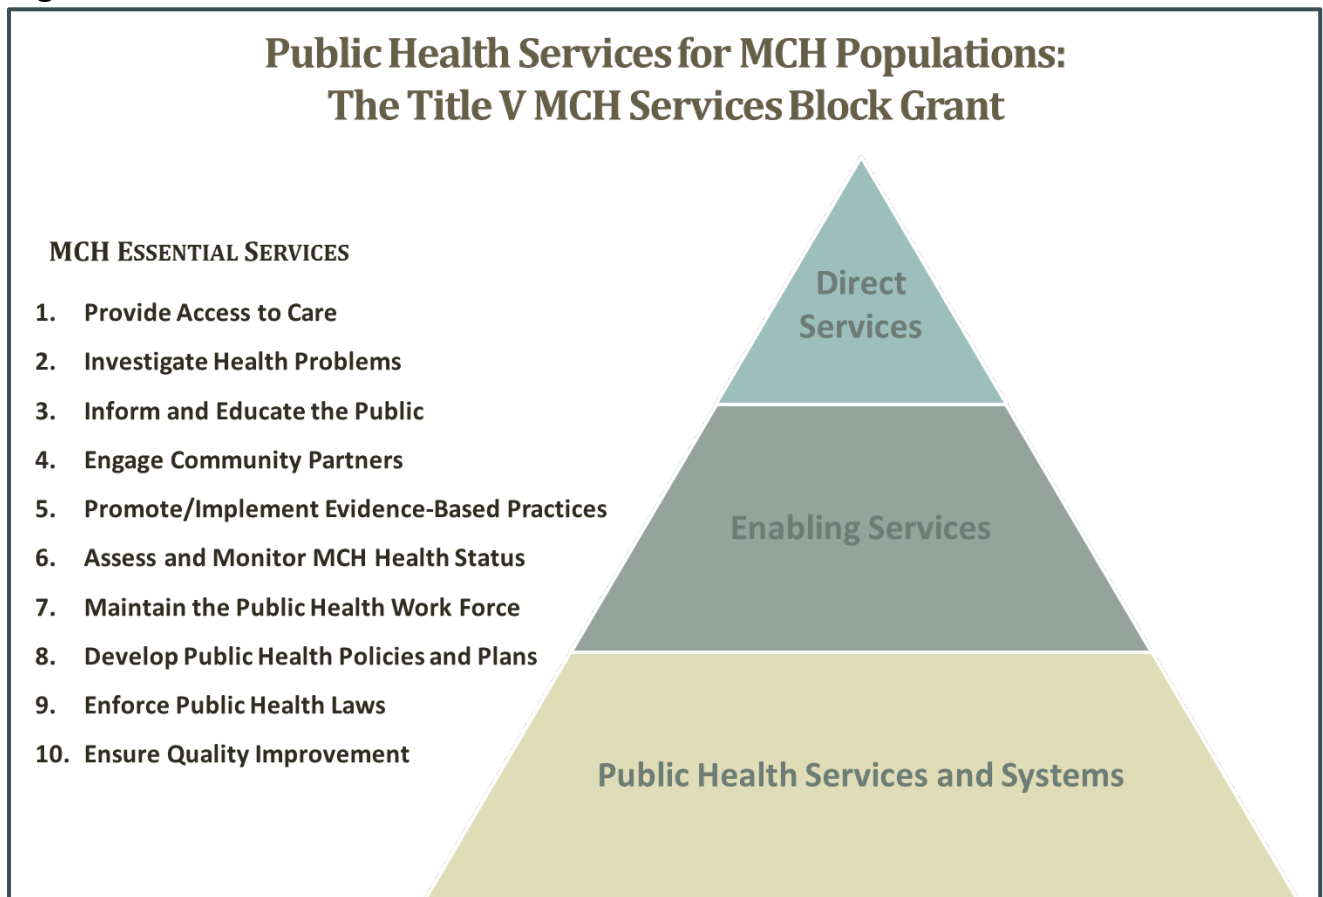 Public Health Services for MCH Populations:
The Title V MCH Services Block Grant
MCH ESSENTIAL SERVICES
1. Provide Access to Care
2. Investigate Health Problems
3. Inform and Educate the Public
4. Engage Community Partners
5. Promote/Implement Evidence-Based Practices
6. Assess and Monitor MCH Health Status
7. Maintain the Public Health Work Force
8. Develop Public Health Policies and Plans
9. Enforce Public Health Laws
10. Ensure Quality Improvement
Direct
Services
Enabling Services
Public Health Services and Systems